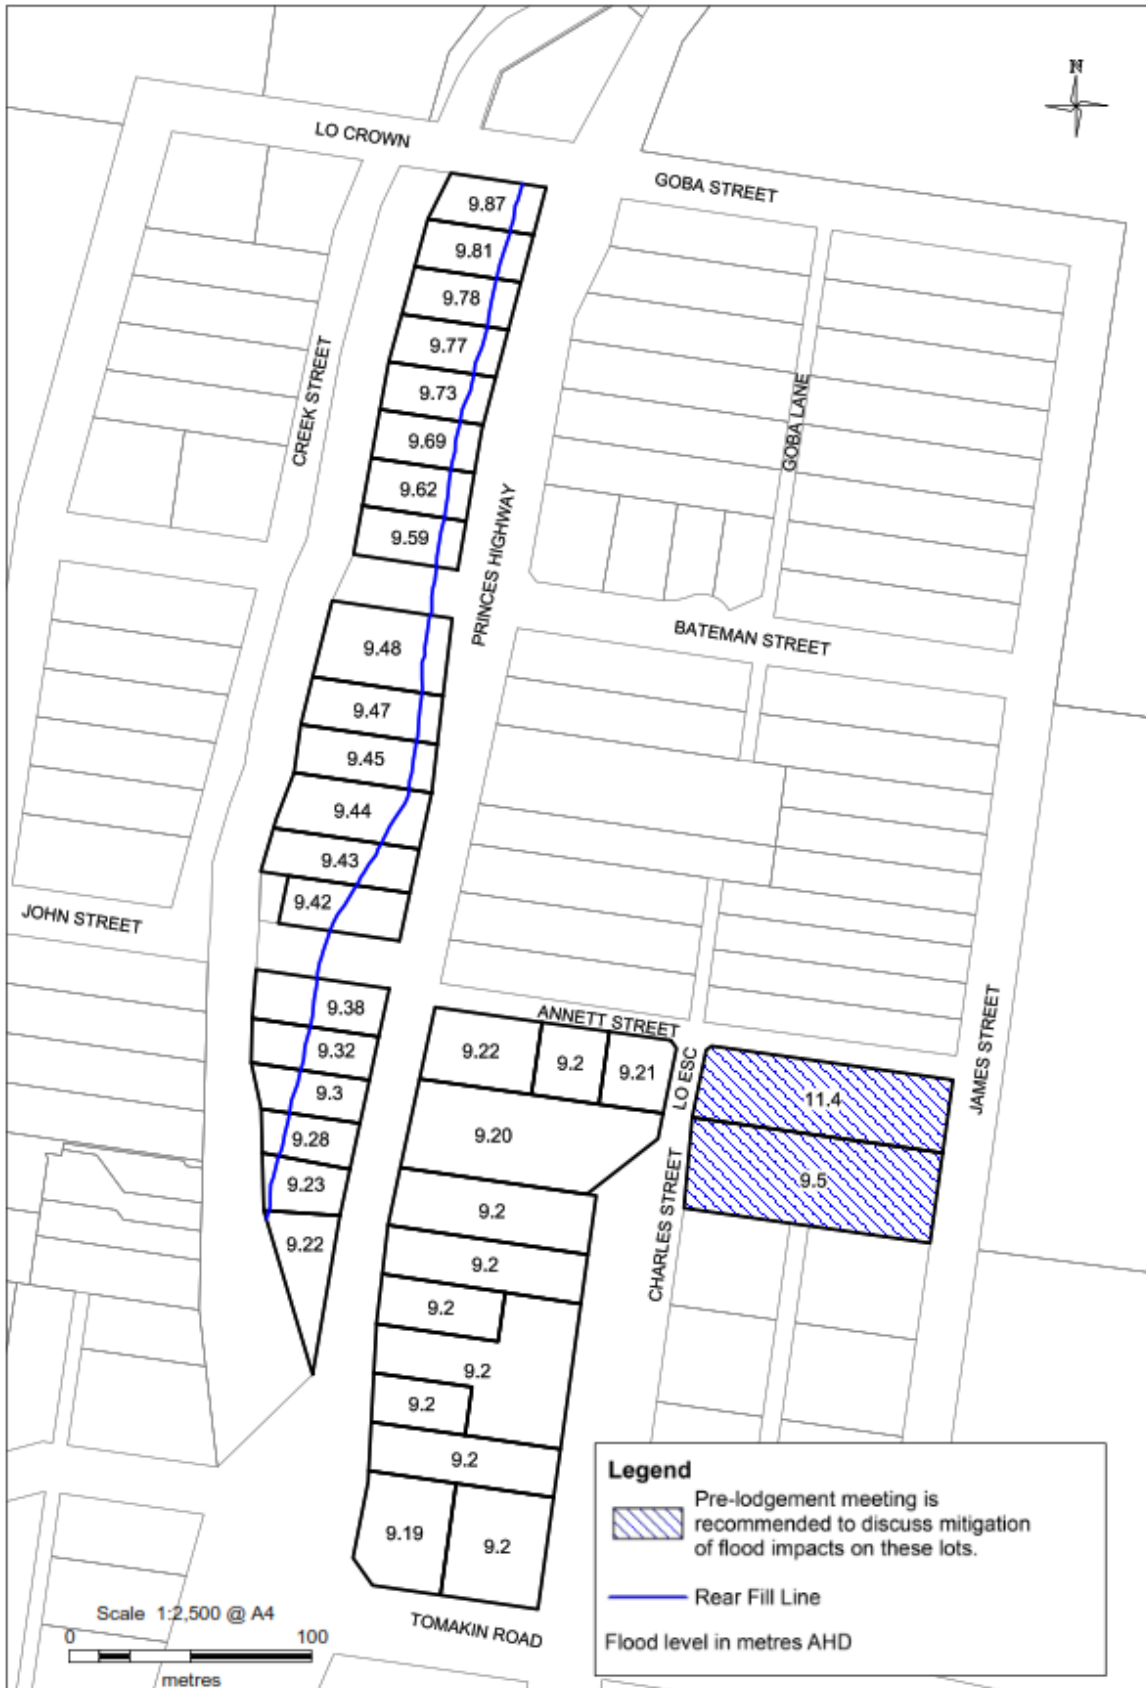 N
LO CROWN
GOBA STREET
9.87
9.81
9.78
9.77
9.73
9.69
9.62
9.59
CREEK STREET
GOBA LANE
PRINCES HIGHWAY
BATEMAN STREET
9.48
9.47
9.45
9.44
9.43
9.42
JOHN STREET
9.38
9.32
9.3
9.28
9.23
9.22
ANNETT STREET
9.22
9.2
9.21
LO ESC
JAMES STREET
11.4
9.5
9.20
CHARLES STREET
9.2
9.2
9.2
9.2
9.2
9.2
9.19
9.2
TOMAKIN ROAD
Scale 1:2,500 @ A4
0 100
metres
Legend
Pre-lodgement meeting is
recommended to discuss mitigation
of flood impacts on these lots.
Rear Fill Line
Flood level in metres AHD